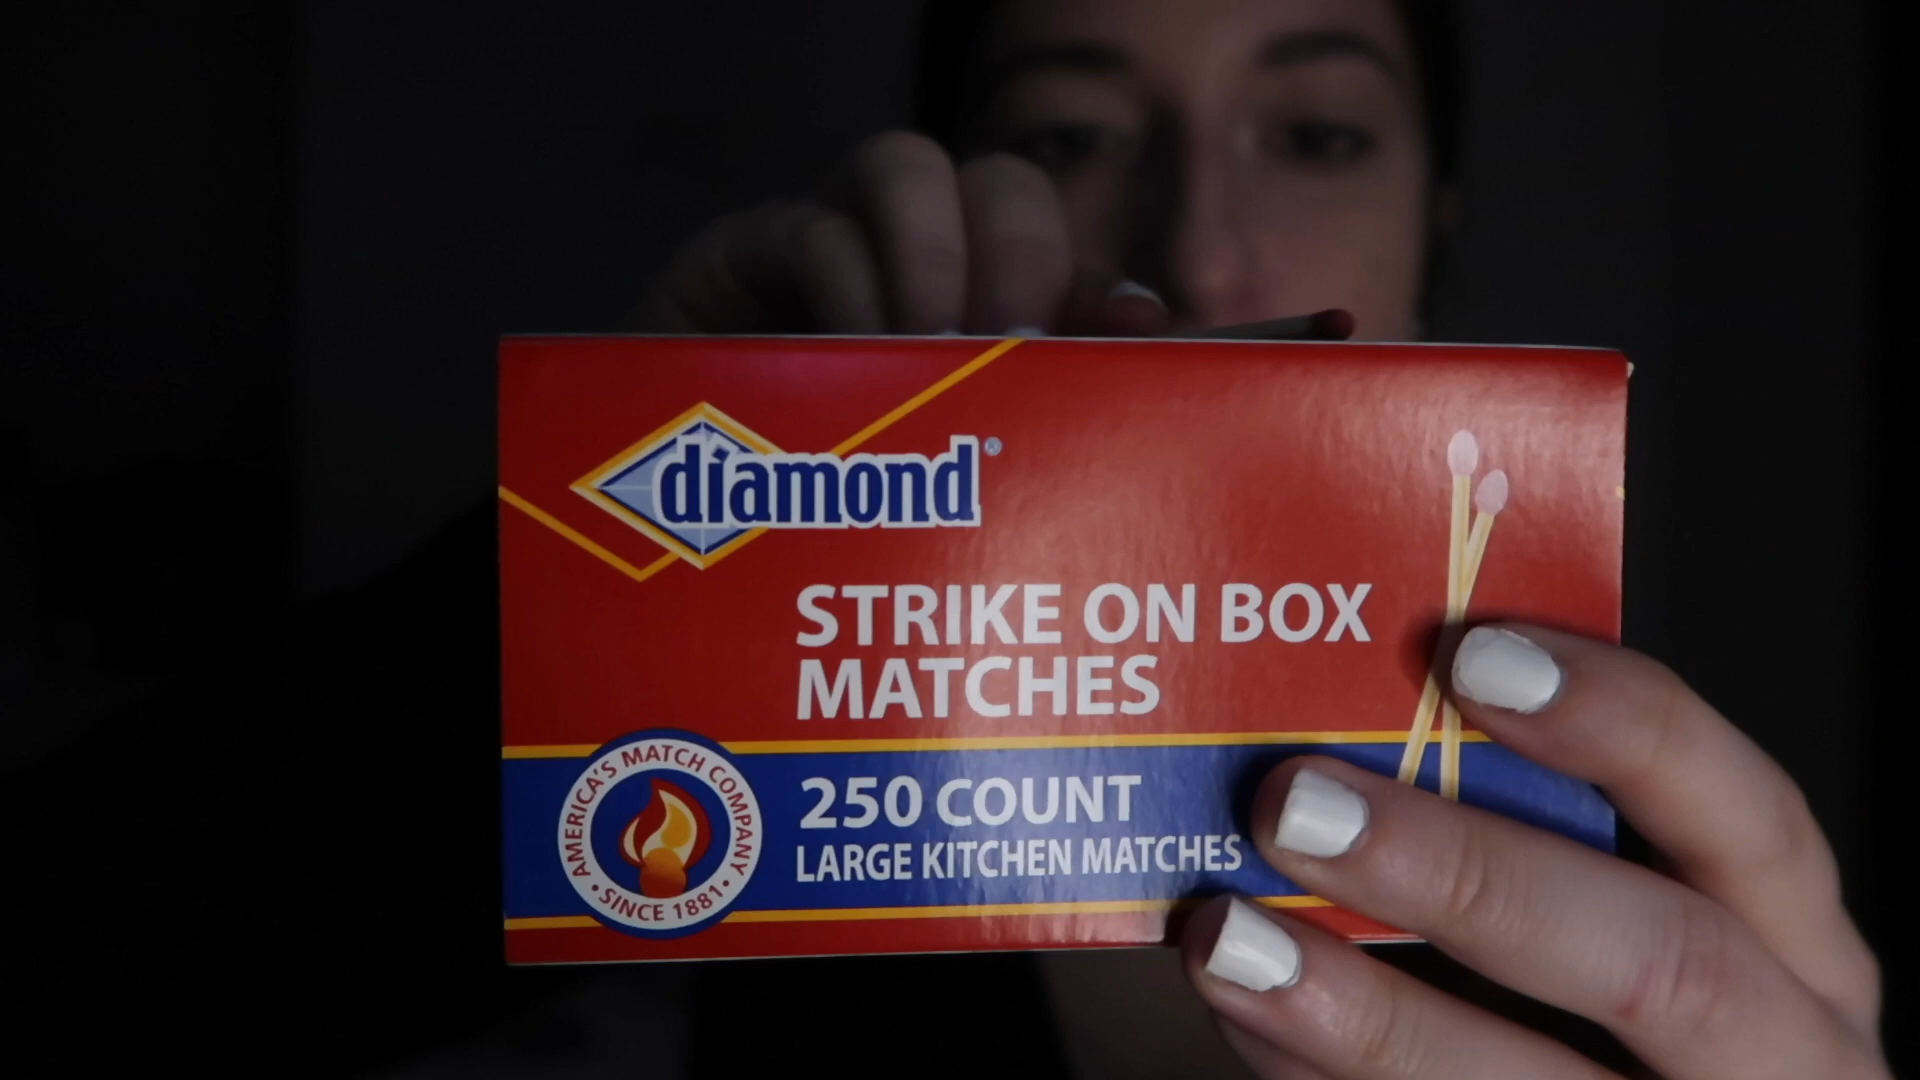 diamond®
STRIKE ON BOX
MATCHES
AMERICA'S MATCH COMPANY
• SINCE 1881 •
250 COUNT
LARGE KITCHEN MATCHES